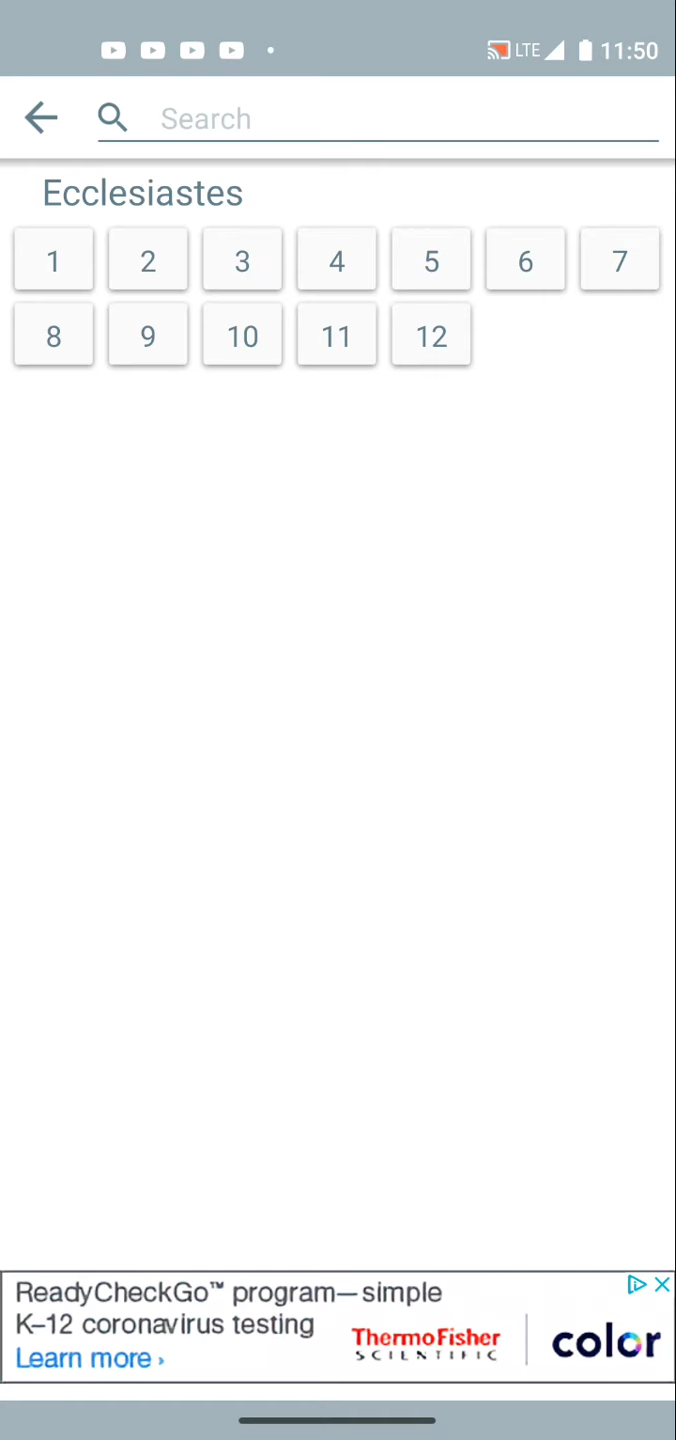 LTE 11:50
Search
Ecclesiastes
1 2 3 4 5 6 7
8 9 10 11 12
ReadyCheckGo™ program—simple
K–12 coronavirus testing
Learn more ›
ThermoFisher
SCIENTIFIC
color